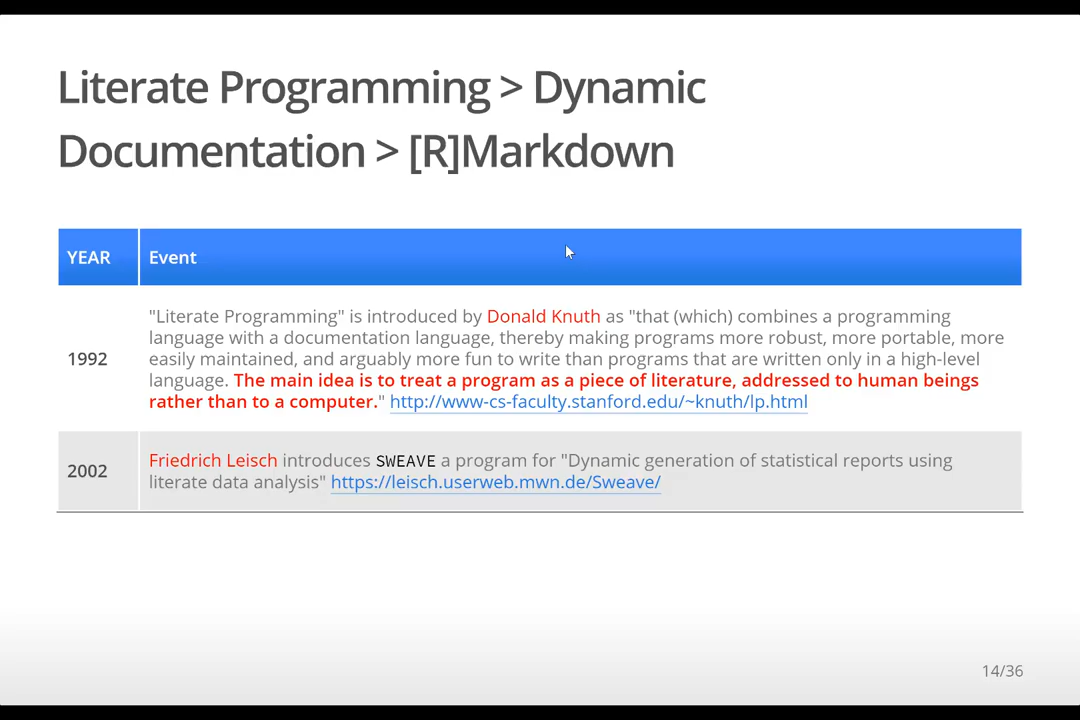 Literate Programming > Dynamic
Documentation > [R]Markdown
YEAR
Event
1992
"Literate Programming" is introduced by Donald Knuth as "that (which) combines a programming
language with a documentation language, thereby making programs more robust, more portable, more
easily maintained, and arguably more fun to write than programs that are written only in a high-level
language. The main idea is to treat a program as a piece of literature, addressed to human beings
rather than to a computer." http://www-cs-faculty.stanford.edu/~knuth/lp.html
2002
Friedrich Leisch introduces SWEAVE a program for "Dynamic generation of statistical reports using
literate data analysis" https://leisch.userweb.mwn.de/Sweave/
14/36